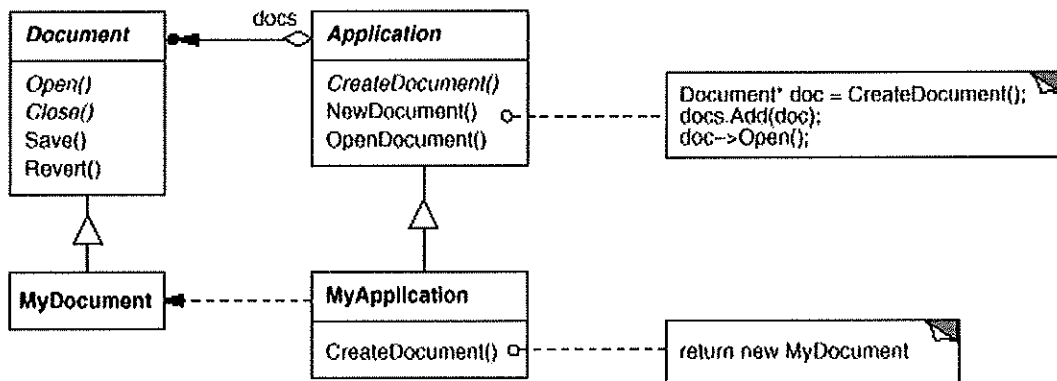 docs
Document
Open()
Close()
Save()
Revert()
Application
CreateDocument()
NewDocument()
OpenDocument()
Document* doc = CreateDocument();
docs.Add(doc);
doc->Open();
MyDocument
MyApplication
CreateDocument()
return new MyDocument